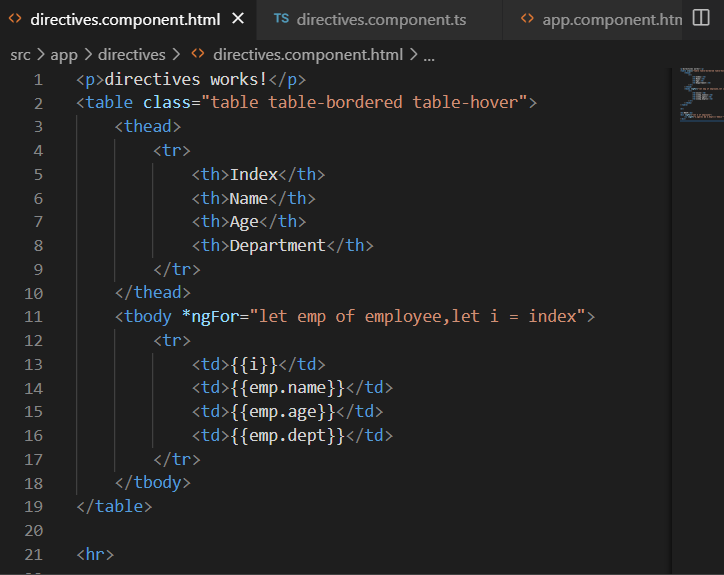 directives.component.html TS directives.component.ts app.component.htm
src > app > directives > directives.component.html > ...
1 <p>directives works!</p>
2 <table class="table table-bordered table-hover">
3 <thead>
4 <tr>
5 <th>Index</th>
6 <th>Name</th>
7 <th>Age</th>
8 <th>Department</th>
9 </tr>
10 </thead>
11 <tbody *ngFor="let emp of employee,let i = index">
12 <tr>
13 <td>{{i}}</td>
14 <td>{{emp.name}}</td>
15 <td>{{emp.age}}</td>
16 <td>{{emp.dept}}</td>
17 </tr>
18 </tbody>
19 </table>
20
21 <hr>